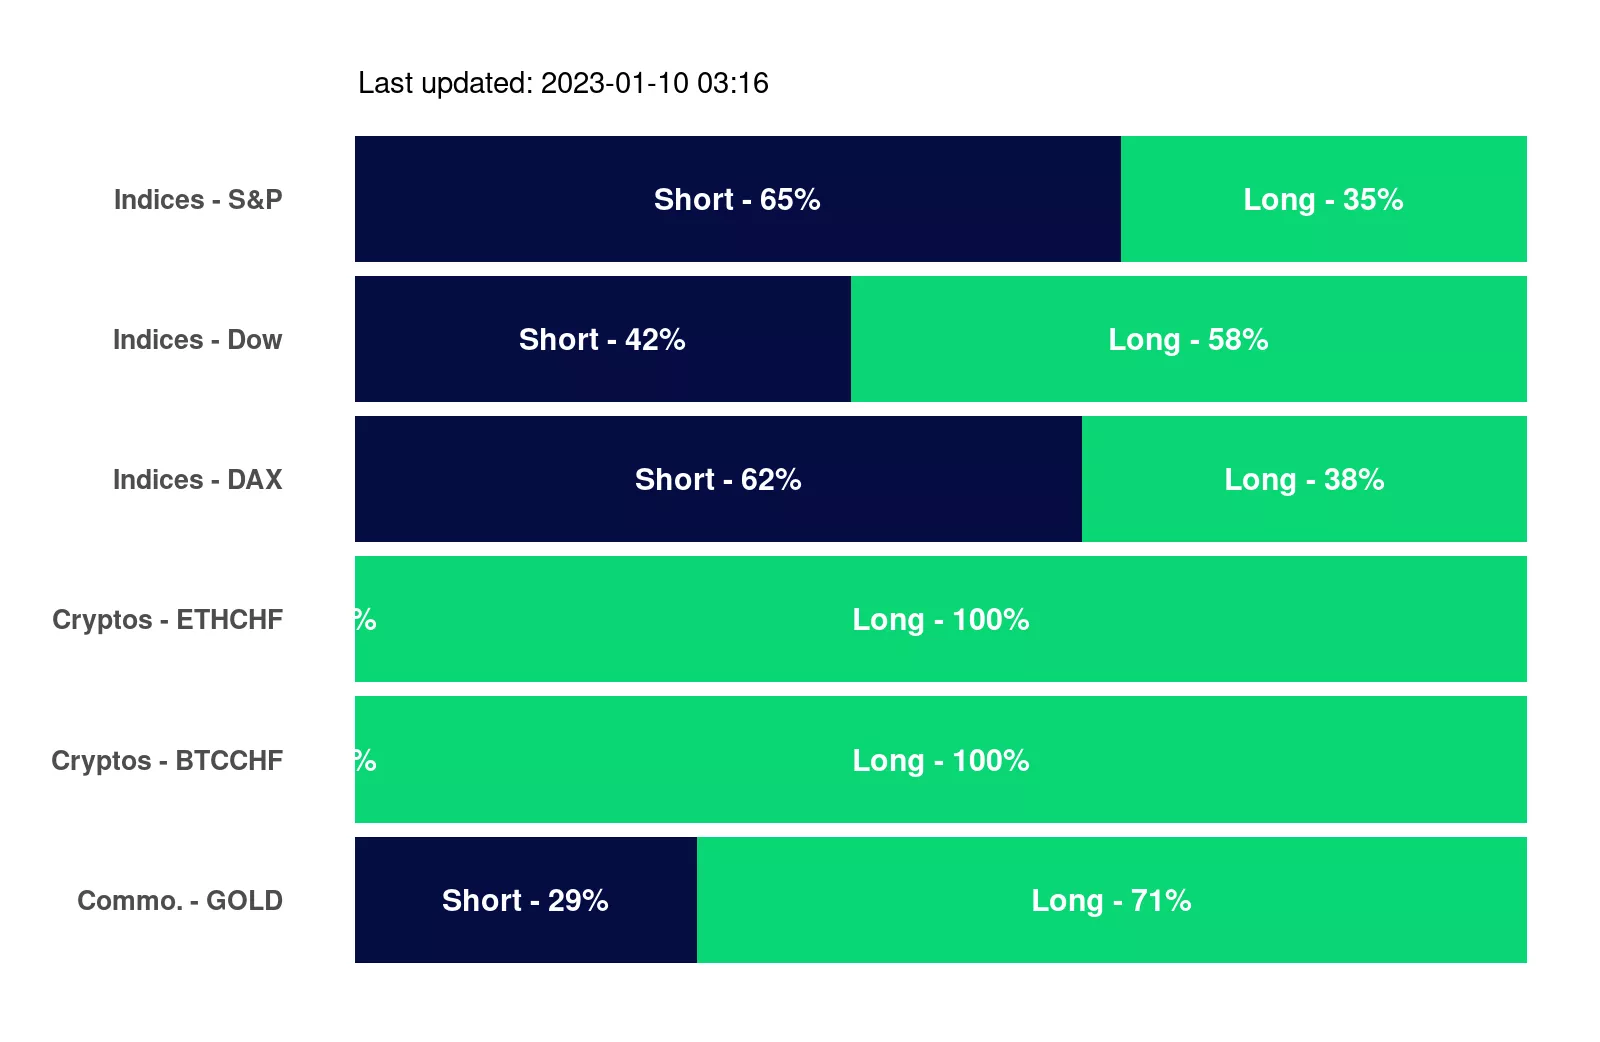 Last updated: 2023-01-10 03:16
Indices - S&P Short - 65% Long - 35%
Indices - Dow Short - 42% Long - 58%
Indices - DAX Short - 62% Long - 38%
Cryptos - ETHCHF % Long - 100%
Cryptos - BTCCHF % Long - 100%
Commo. - GOLD Short - 29% Long - 71%